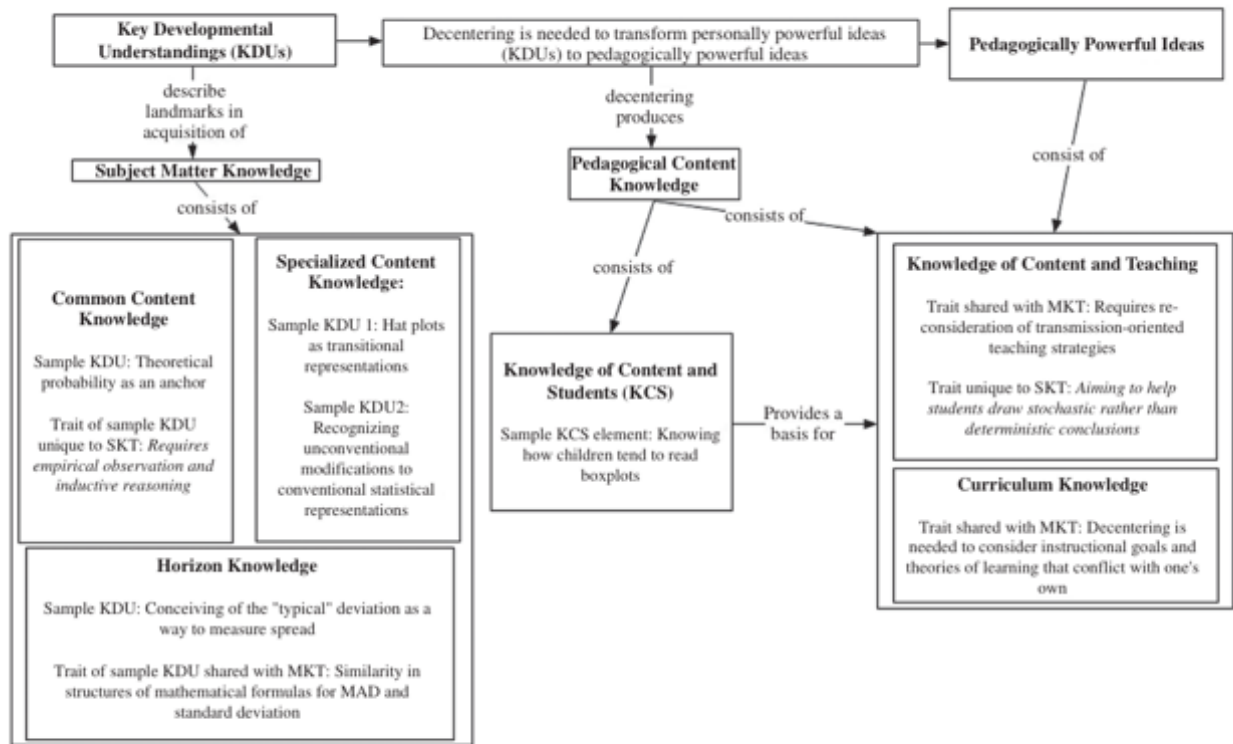 Key Developmental
Understandings (KDUs)
Decentering is needed to transform personally powerful ideas
(KDUs) to pedagogically powerful ideas
Pedagogically Powerful Ideas
describe
landmarks in
acquisition of
decentering
produces
consist of
Subject Matter Knowledge
Pedagogical Content
Knowledge
consists of
consists of
consists of
Common Content
Knowledge
Sample KDU: Theoretical
probability as an anchor
Trait of sample KDU
unique to SKT: Requires
empirical observation and
inductive reasoning
Specialized Content
Knowledge:
Sample KDU 1: Hat plots
as transitional
representations
Sample KDU2:
Recognizing
unconventional
modifications to
conventional statistical
representations
Horizon Knowledge
Sample KDU: Conceiving of the "typical" deviation as a
way to measure spread
Trait of sample KDU shared with MKT: Similarity in
structures of mathematical formulas for MAD and
standard deviation
Knowledge of Content and
Students (KCS)
Sample KCS element: Knowing
how children tend to read
boxplots
Provides a
basis for
Knowledge of Content and Teaching
Trait shared with MKT: Requires re-
consideration of transmission-oriented
teaching strategies
Trait unique to SKT: Aiming to help
students draw stochastic rather than
deterministic conclusions
Curriculum Knowledge
Trait shared with MKT: Decentering is
needed to consider instructional goals and
theories of learning that conflict with one's
own